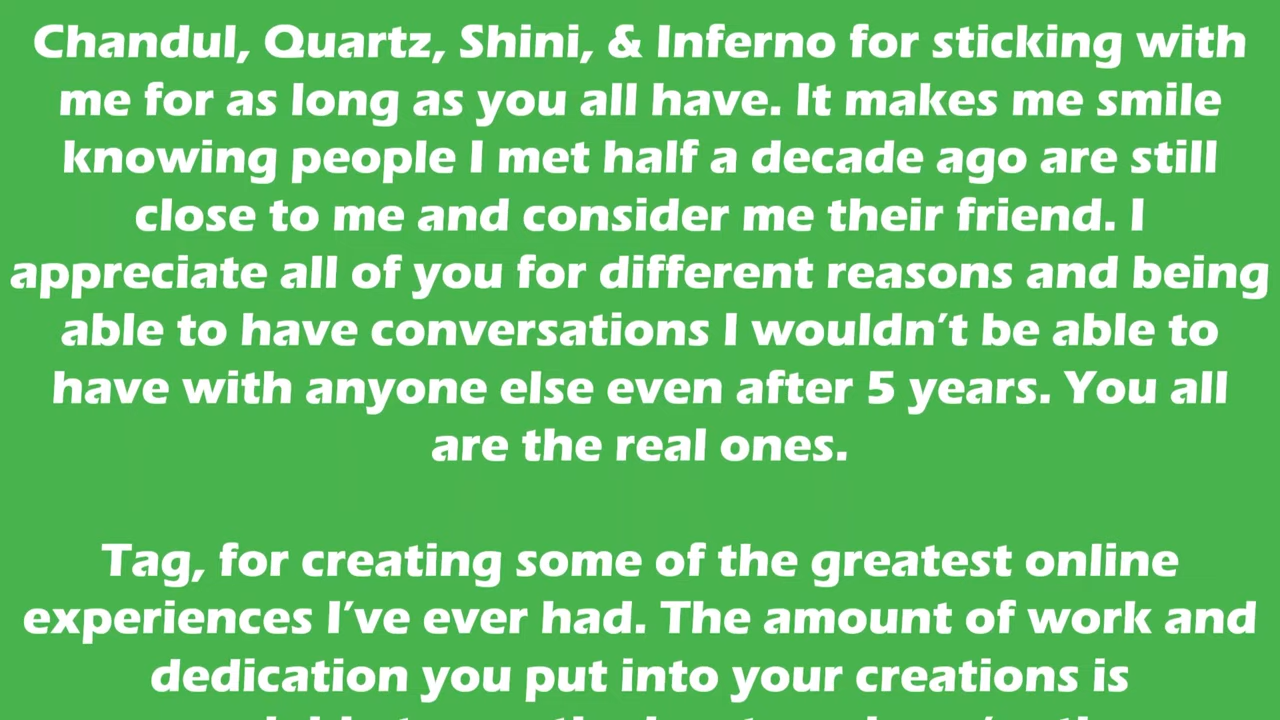 Chandul, Quartz, Shini, & Inferno for sticking with
me for as long as you all have. It makes me smile
knowing people I met half a decade ago are still
close to me and consider me their friend. I
appreciate all of you for different reasons and being
able to have conversations I wouldn't be able to
have with anyone else even after 5 years. You all
are the real ones.
Tag, for creating some of the greatest online
experiences I've ever had. The amount of work and
dedication you put into your creations is